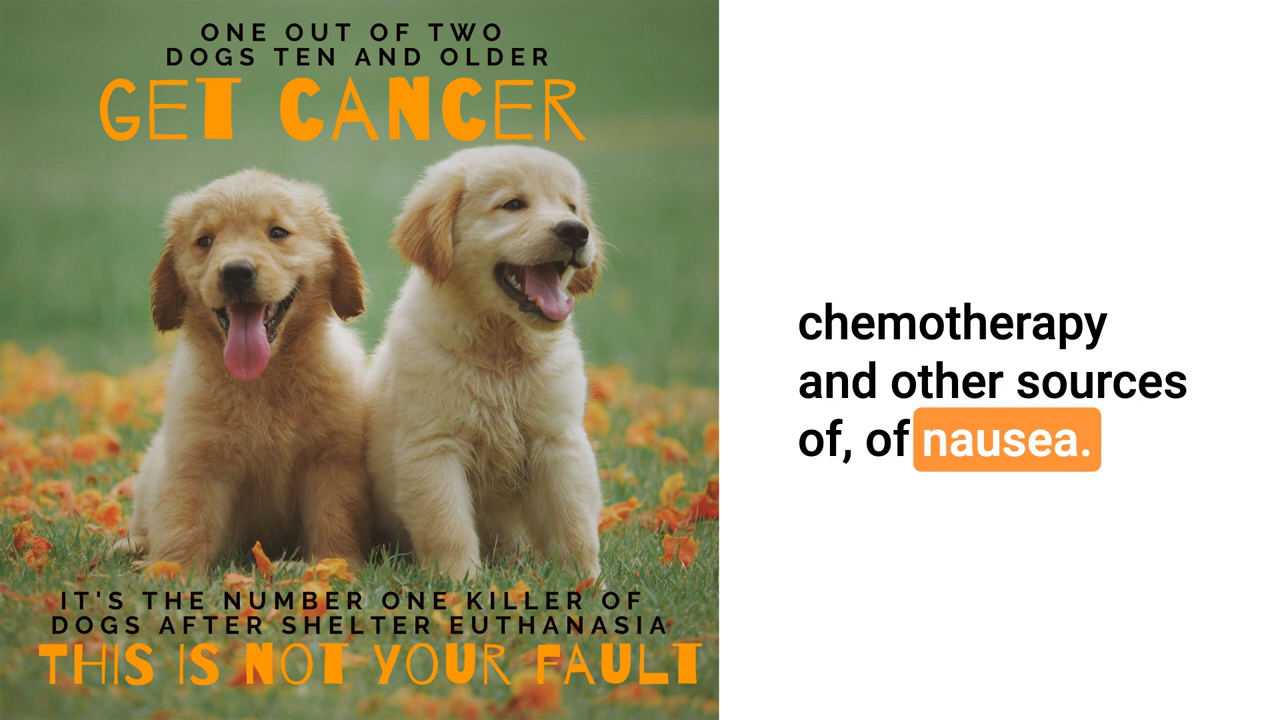 ONE OUT OF TWO
DOGS TEN AND OLDER
GET CANCER
IT'S THE NUMBER ONE KILLER OF
DOGS AFTER SHELTER EUTHANASIA
THIS IS NOT YOUR FAULT
chemotherapy
and other sources
of, of nausea.